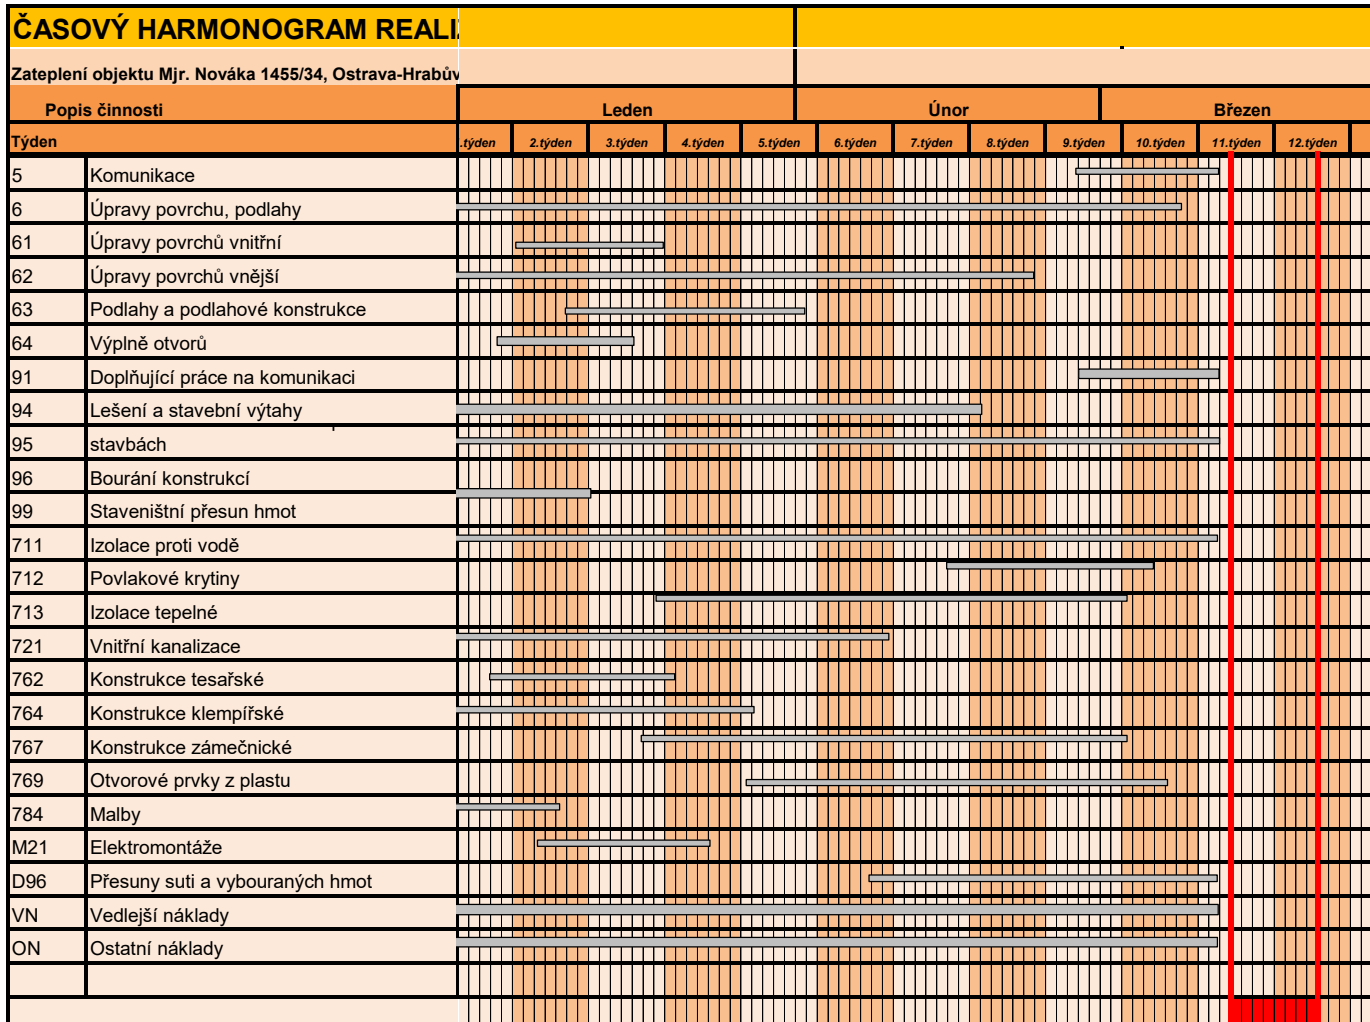 ČASOVÝ HARMONOGRAM REALI
Zateplení objektu Mjr. Nováka 1455/34, Ostrava-Hrabův
Popis činnosti Leden Únor Březen
Týden .týden 2.týden 3.týden 4.týden 5.týden 6.týden 7.týden 8.týden 9.týden 10.týden 11.týden 12.týden
5 Komunikace
6 Úpravy povrchu, podlahy
61 Úpravy povrchů vnitřní
62 Úpravy povrchů vnější
63 Podlahy a podlahové konstrukce
64 Výplně otvorů
91 Doplňující práce na komunikaci
94 Lešení a stavební výtahy
95 stavbách
96 Bourání konstrukcí
99 Staveništní přesun hmot
711 Izolace proti vodě
712 Povlakové krytiny
713 Izolace tepelné
721 Vnitřní kanalizace
762 Konstrukce tesařské
764 Konstrukce klempířské
767 Konstrukce zámečnické
769 Otvorové prvky z plastu
784 Malby
M21 Elektromontáže
D96 Přesuny suti a vybouraných hmot
VN Vedlejší náklady
ON Ostatní náklady